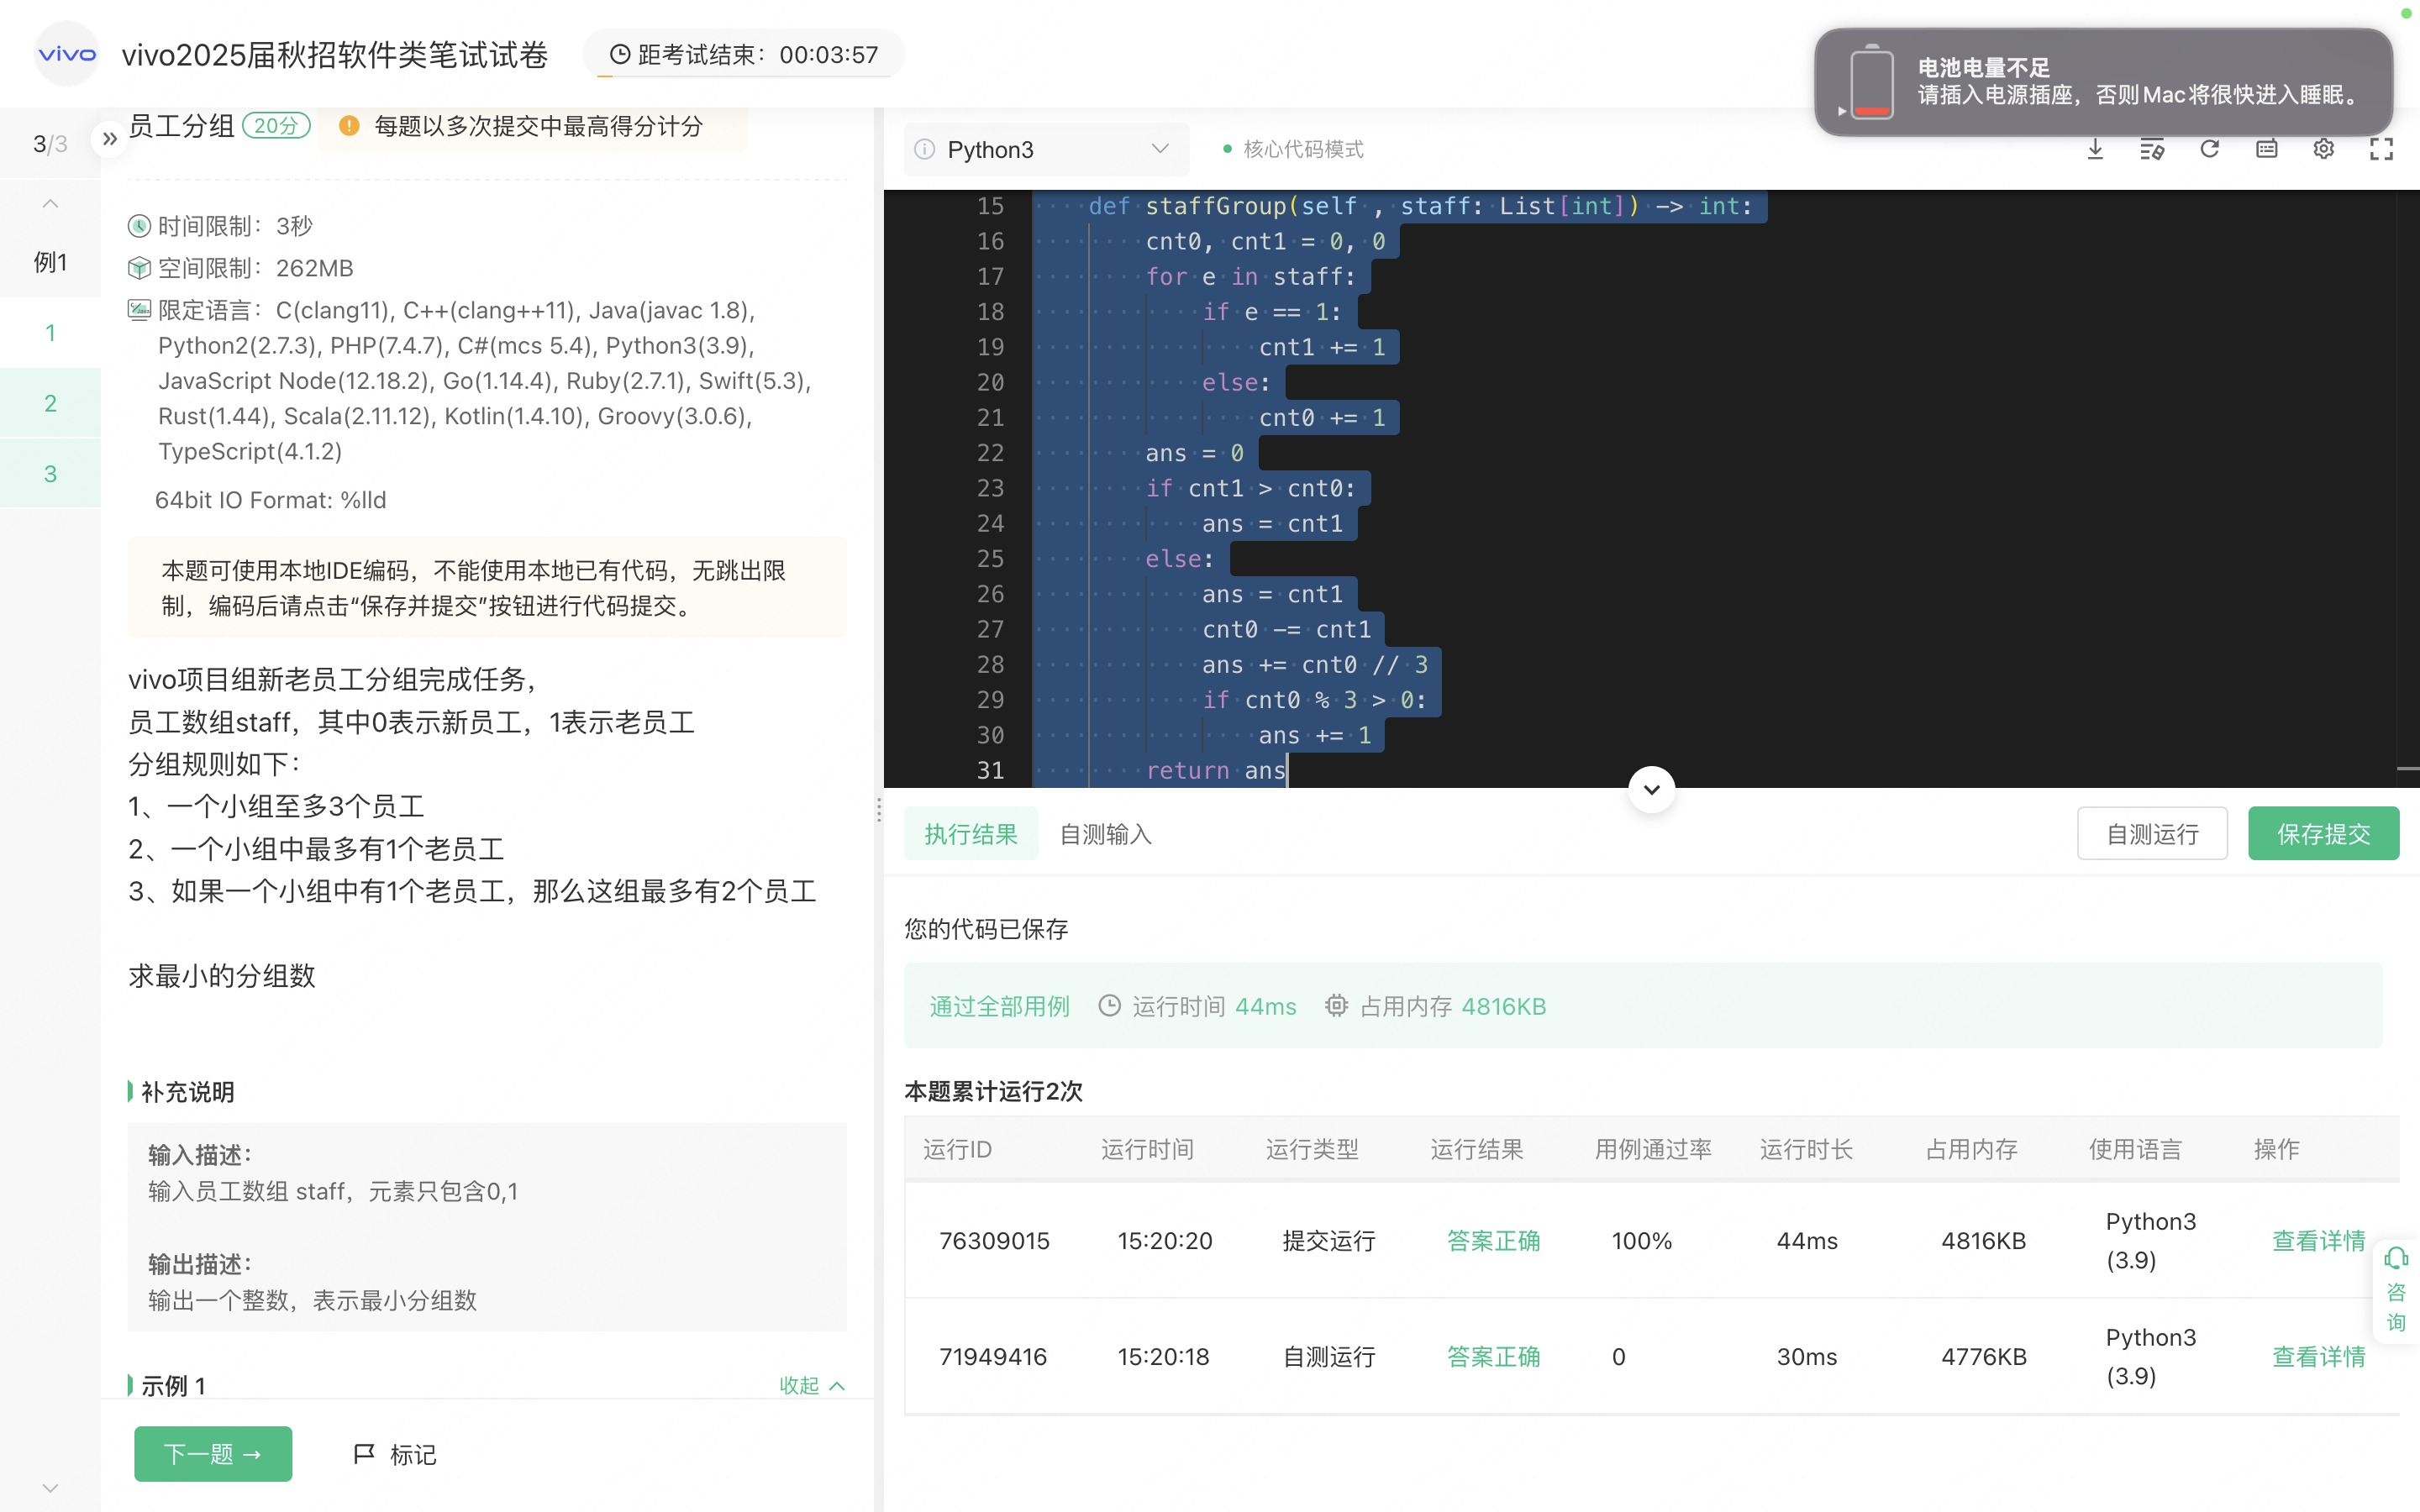 vivo
vivo2025届秋招软件类笔试试卷
距考试结束：00:03:57
电池电量不足
请插入电源插座，否则Mac将很快进入睡眠。
3/3
例1
1
2
3
员工分组
20分
每题以多次提交中最高得分计分
时间限制：3秒
空间限制：262MB
限定语言：C(clang11), C++(clang++11), Java(javac 1.8),
Python2(2.7.3), PHP(7.4.7), C#(mcs 5.4), Python3(3.9),
JavaScript Node(12.18.2), Go(1.14.4), Ruby(2.7.1), Swift(5.3),
Rust(1.44), Scala(2.11.12), Kotlin(1.4.10), Groovy(3.0.6),
TypeScript(4.1.2)
64bit IO Format: %lld
本题可使用本地IDE编码，不能使用本地已有代码，无跳出限
制，编码后请点击“保存并提交”按钮进行代码提交。
vivo项目组新老员工分组完成任务，
员工数组staff，其中0表示新员工，1表示老员工
分组规则如下：
1、一个小组至多3个员工
2、一个小组中最多有1个老员工
3、如果一个小组中有1个老员工，那么这组最多有2个员工
求最小的分组数
补充说明
输入描述：
输入员工数组 staff，元素只包含0,1
输出描述：
输出一个整数，表示最小分组数
示例 1
收起
下一题 →
标记
Python3
核心代码模式
15 def staffGroup(self , staff: List[int]) -> int:
16 cnt0, cnt1 = 0, 0
17 for e in staff:
18 if e == 1:
19 cnt1 += 1
20 else:
21 cnt0 += 1
22 ans = 0
23 if cnt1 > cnt0:
24 ans = cnt1
25 else:
26 ans = cnt1
27 cnt0 -= cnt1
28 ans += cnt0 // 3
29 if cnt0 % 3 > 0:
30 ans += 1
31 return ans
执行结果
自测输入
自测运行
保存提交
您的代码已保存
通过全部用例 运行时间 44ms 占用内存 4816KB
本题累计运行2次
运行ID 运行时间 运行类型 运行结果 用例通过率 运行时长 占用内存 使用语言 操作
76309015 15:20:20 提交运行 答案正确 100% 44ms 4816KB Python3 (3.9) 查看详情
71949416 15:20:18 自测运行 答案正确 0 30ms 4776KB Python3 (3.9) 查看详情
咨
询